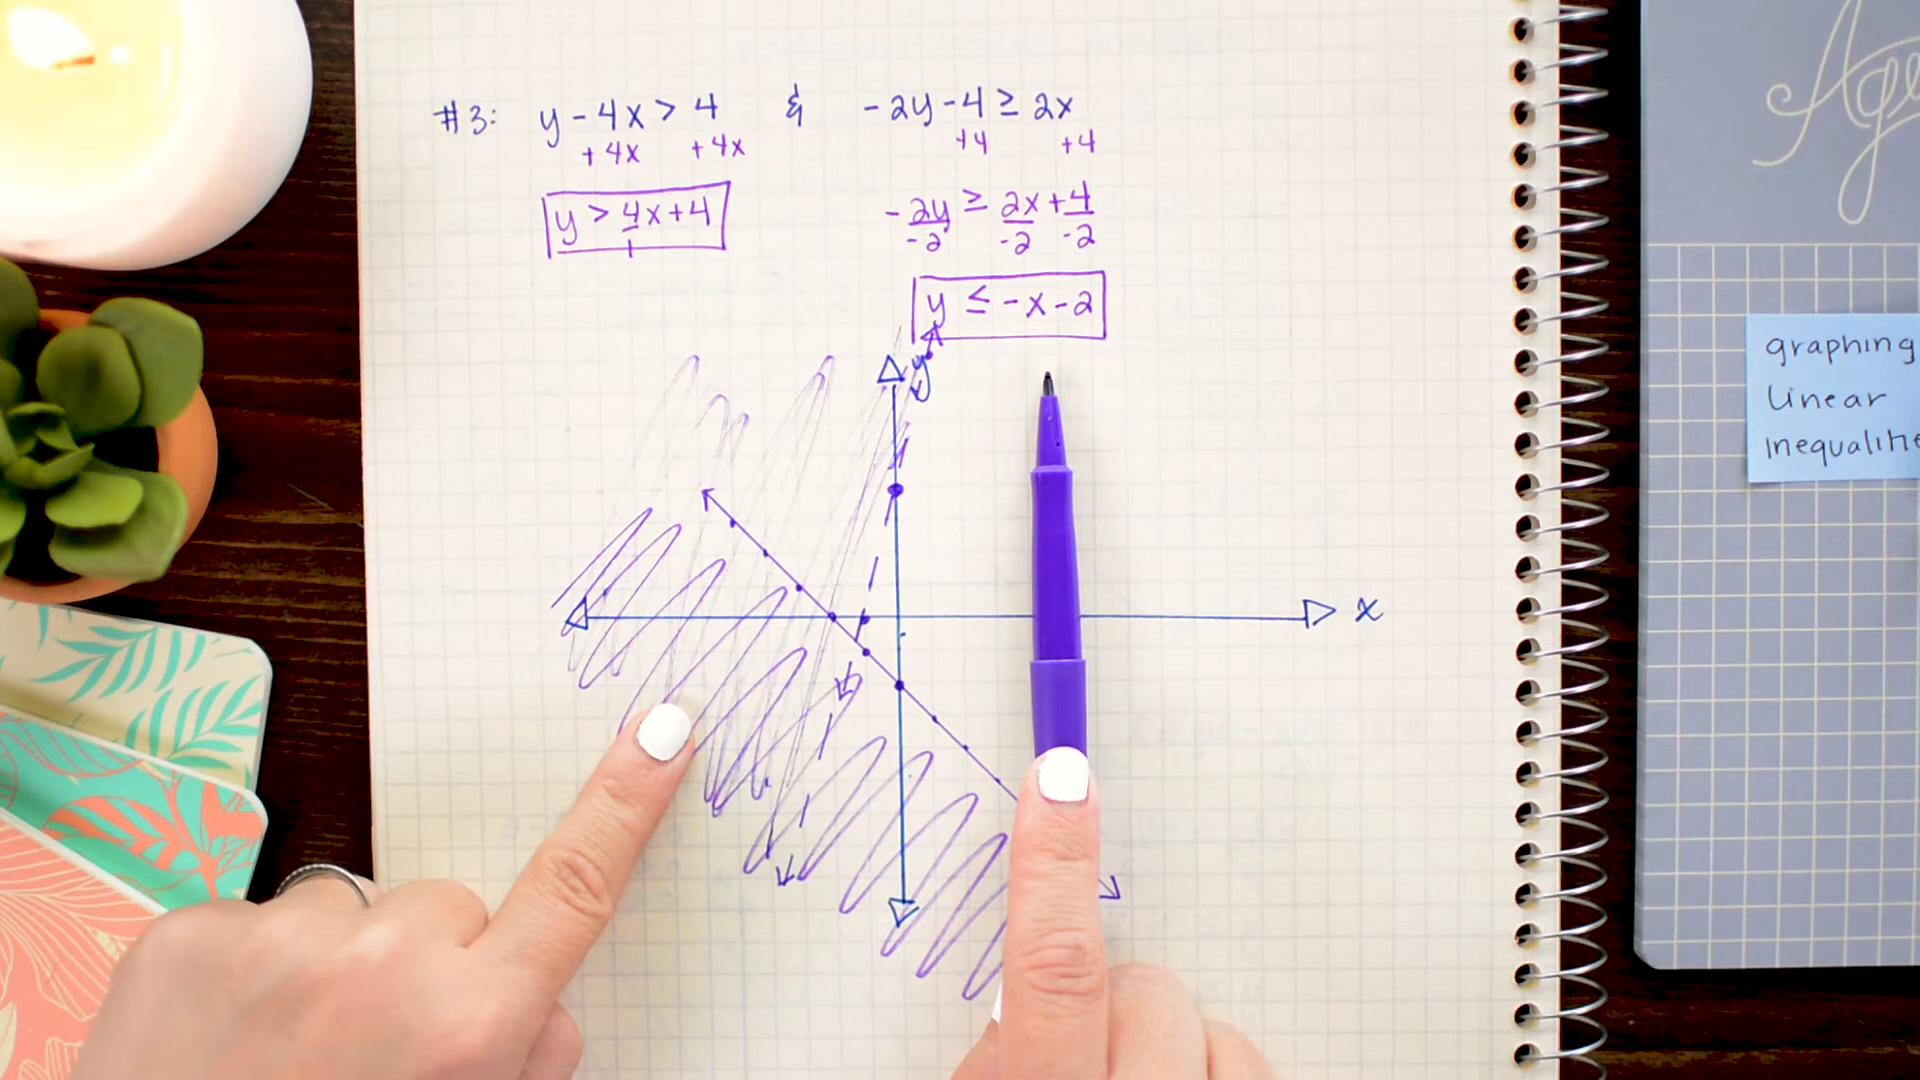 #3: y - 4x > 4 & -2y - 4 ≥ 2x
+4x +4x +4 +4
y > 4x + 4
1
-2y ≥ 2x + 4
-2 -2 -2
y ≤ -x - 2
y
x
graphing
Linear